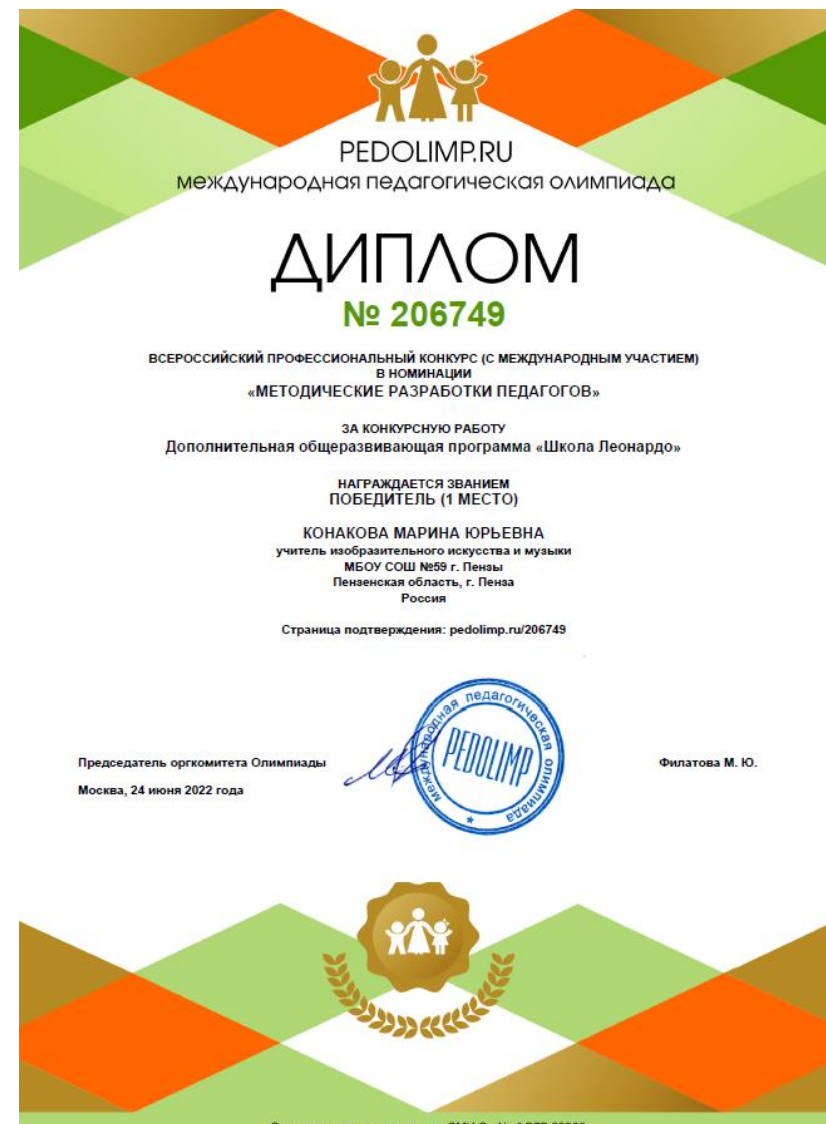 PEDOLIMP.RU
международная педагогическая олимпиада
ДИПЛОМ
№ 206749
ВСЕРОССИЙСКИЙ ПРОФЕССИОНАЛЬНЫЙ КОНКУРС (С МЕЖДУНАРОДНЫМ УЧАСТИЕМ)
В НОМИНАЦИИ
«МЕТОДИЧЕСКИЕ РАЗРАБОТКИ ПЕДАГОГОВ»
ЗА КОНКУРСНУЮ РАБОТУ
Дополнительная общеразвивающая программа «Школа Леонардо»
НАГРАЖДАЕТСЯ ЗВАНИЕМ
ПОБЕДИТЕЛЬ (1 МЕСТО)
КОНАКОВА МАРИНА ЮРЬЕВНА
учитель изобразительного искусства и музыки
МБОУ СОШ №59 г. Пензы
Пензенская область, г. Пенза
Россия
Страница подтверждения: pedolimp.ru/206749
международная педагогическая олимпиада
PEDOLIMP
Председатель оргкомитета Олимпиады
Филатова М. Ю.
Москва, 24 июня 2022 года